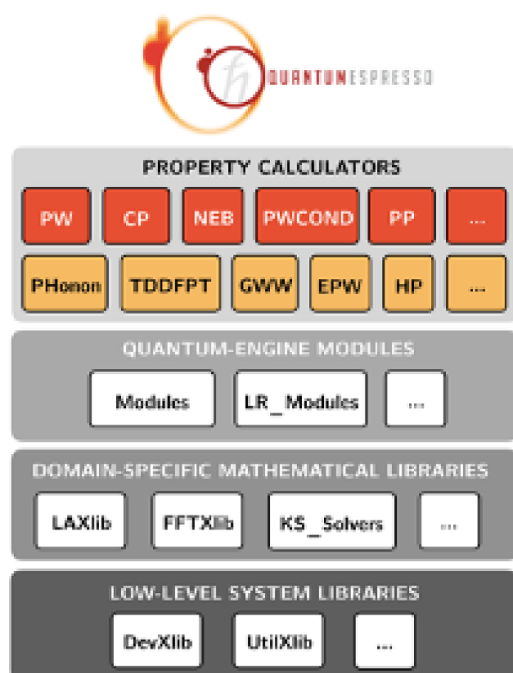 ħ QUANTUMESPRESSO
PROPERTY CALCULATORS
PW CP NEB PWCOND PP ...
PHonon TDDFPT GWW EPW HP ...
QUANTUM-ENGINE MODULES
Modules LR_Modules ...
DOMAIN-SPECIFIC MATHEMATICAL LIBRARIES
LAXlib FFTXlib KS_Solvers ...
LOW-LEVEL SYSTEM LIBRARIES
DevXlib UtilXlib ...